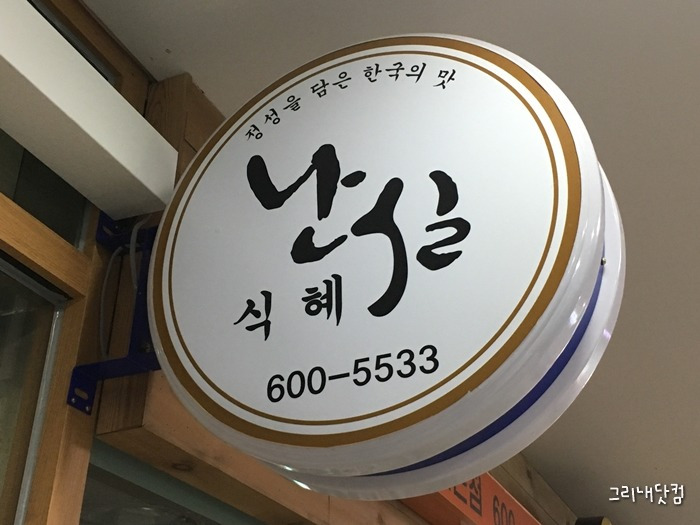 정성을 담은 한국의 맛
난실
식혜
600-5533
600
그리내닷컴